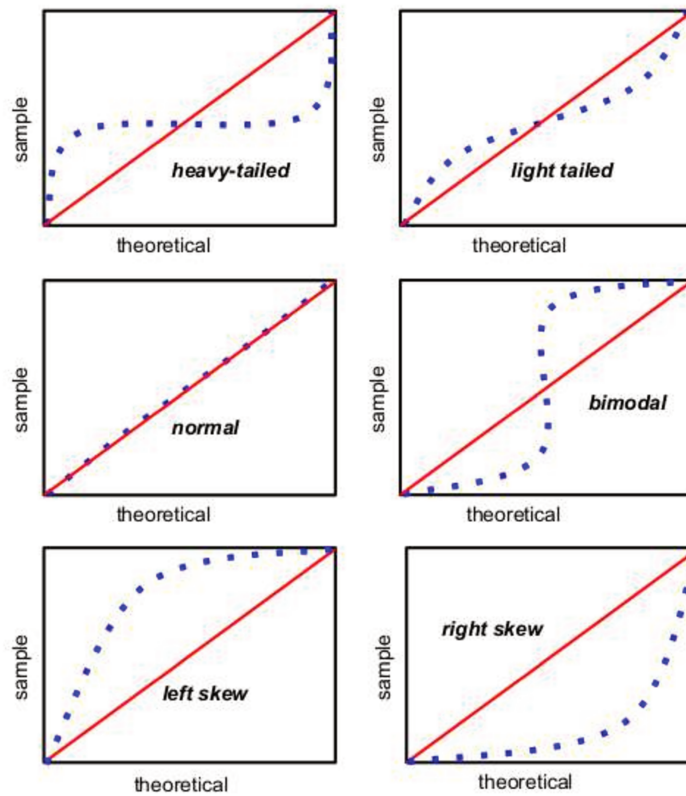 sample
heavy-tailed
theoretical
sample
light tailed
theoretical
sample
normal
theoretical
sample
bimodal
theoretical
sample
left skew
theoretical
sample
right skew
theoretical